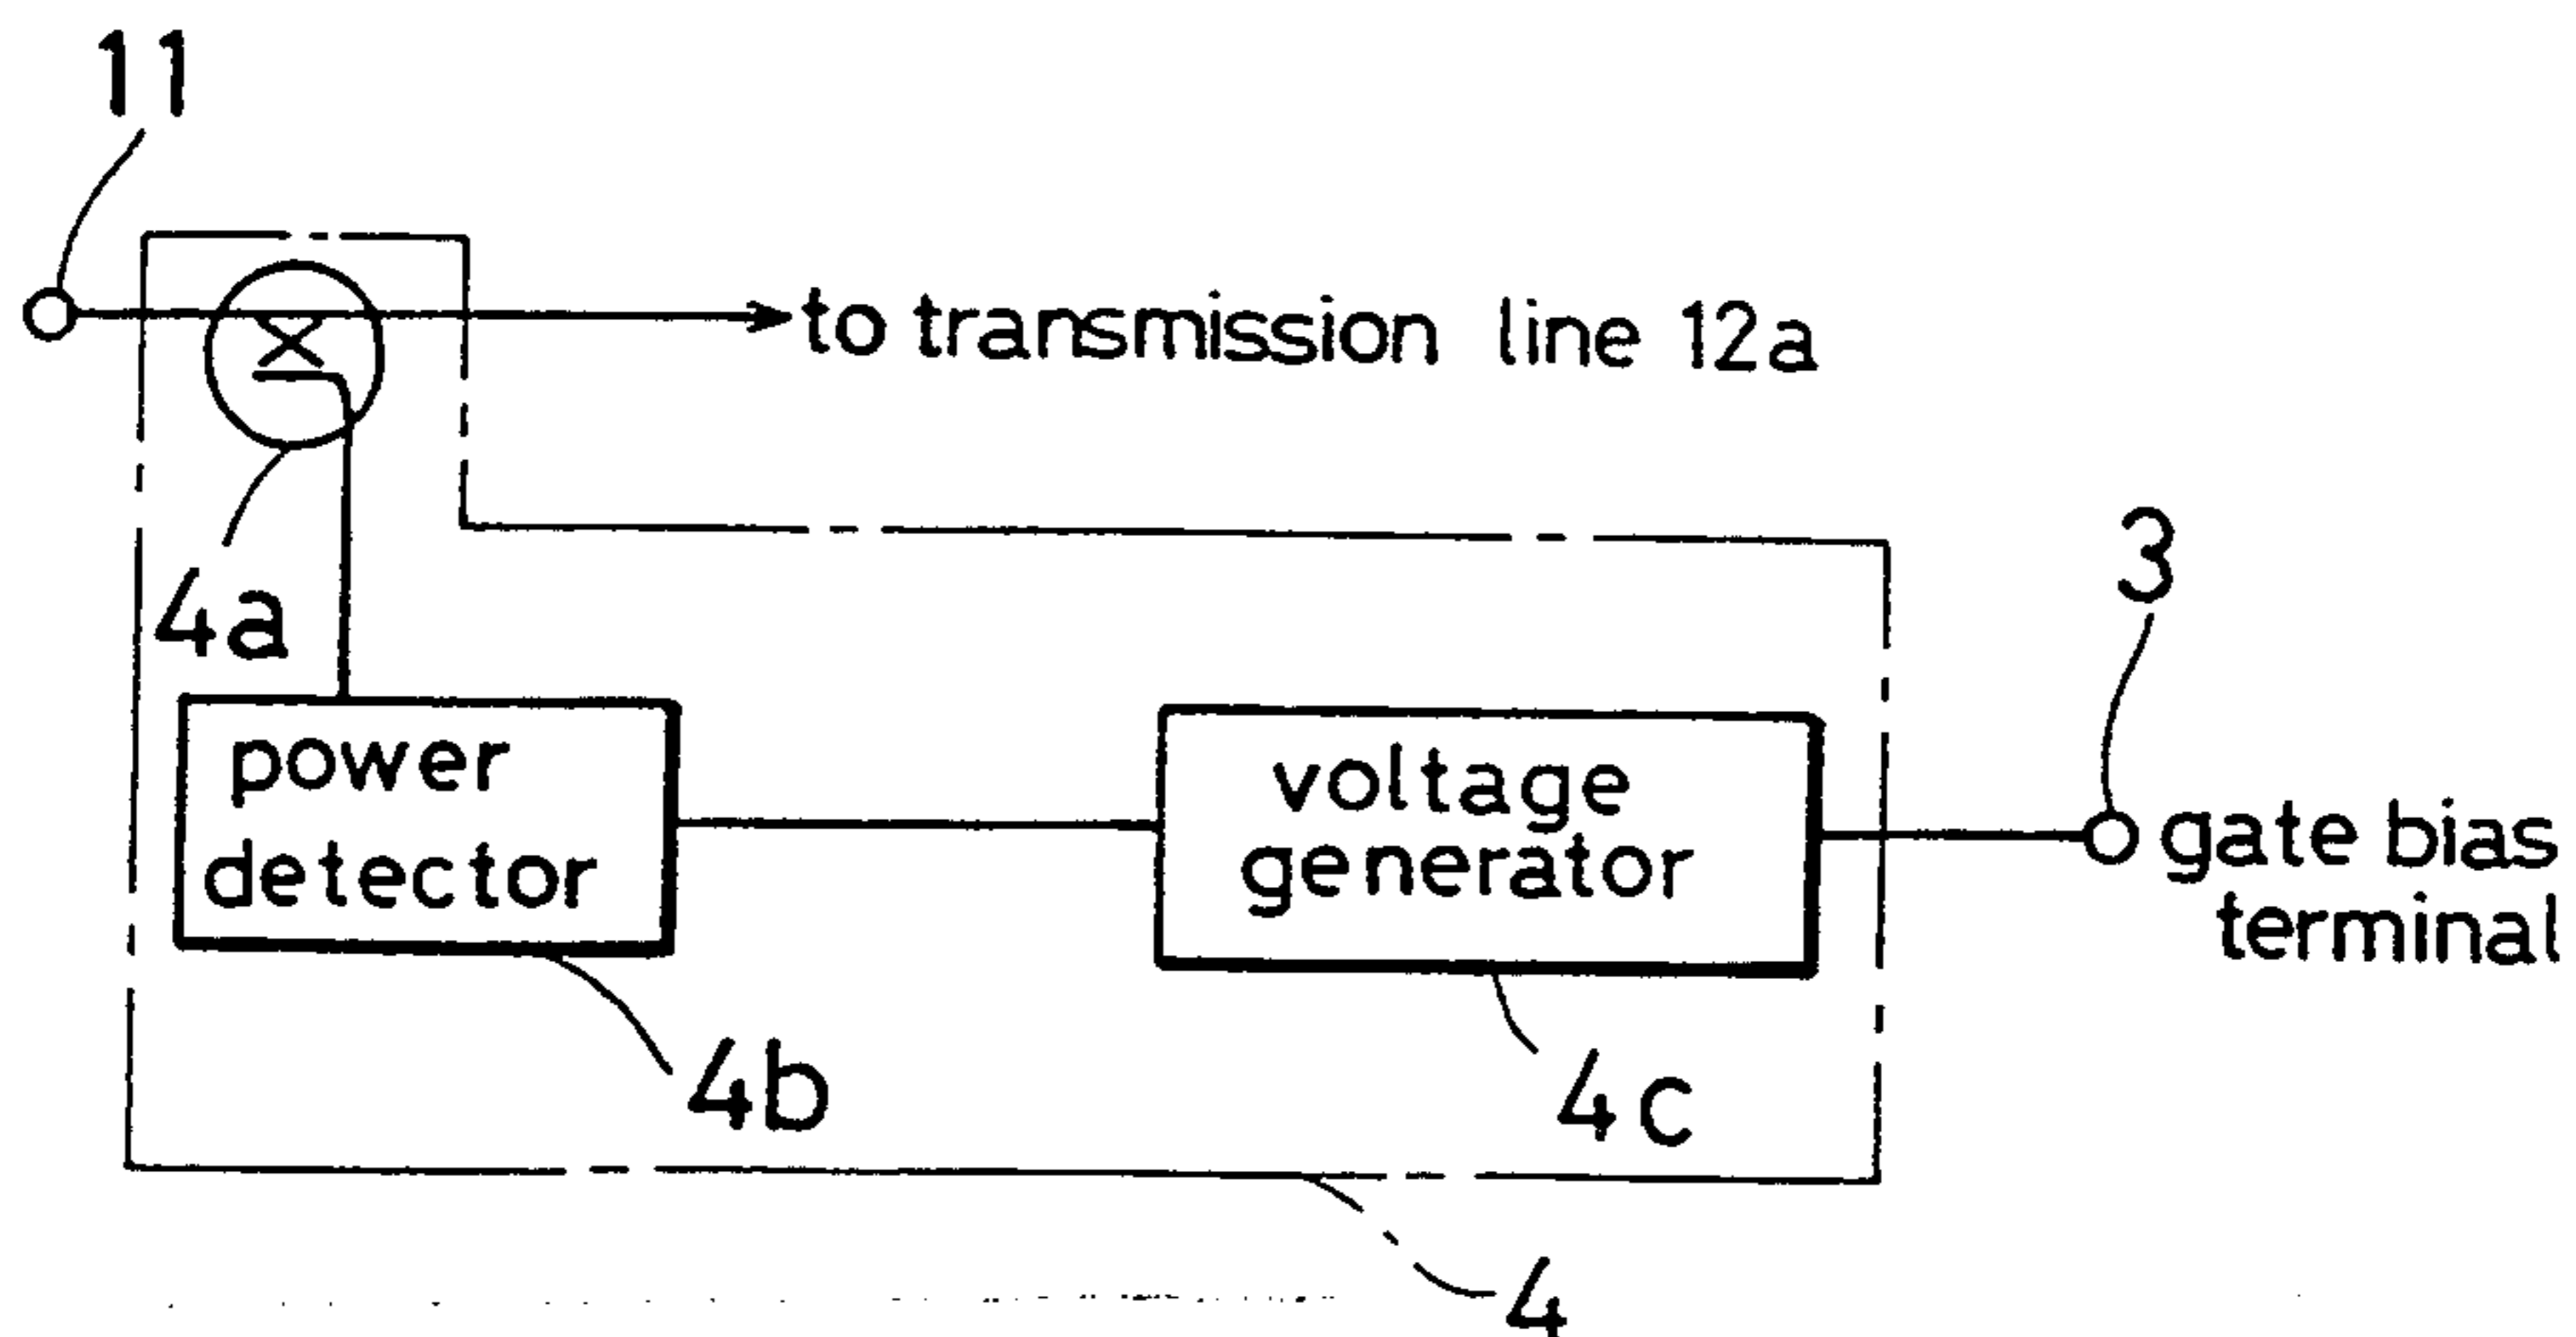 11
to transmission line 12a
4a
3
power
detector
voltage
generator
gate bias
terminal
4b
4c
4